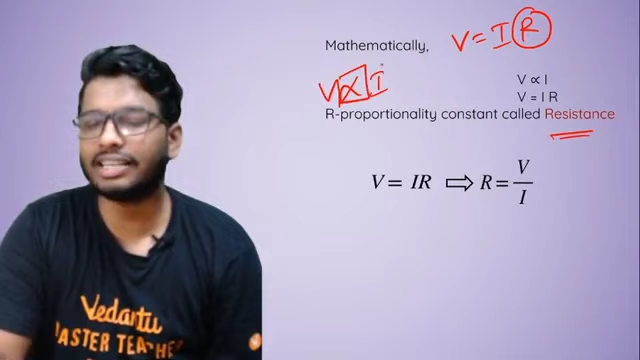 Mathematically,
V = I R
V ∝ I
V ∝ I
V = I R
R-proportionality constant called Resistance
V = IR ⇨ R = V/I
Vedantu
MASTER TEACHER